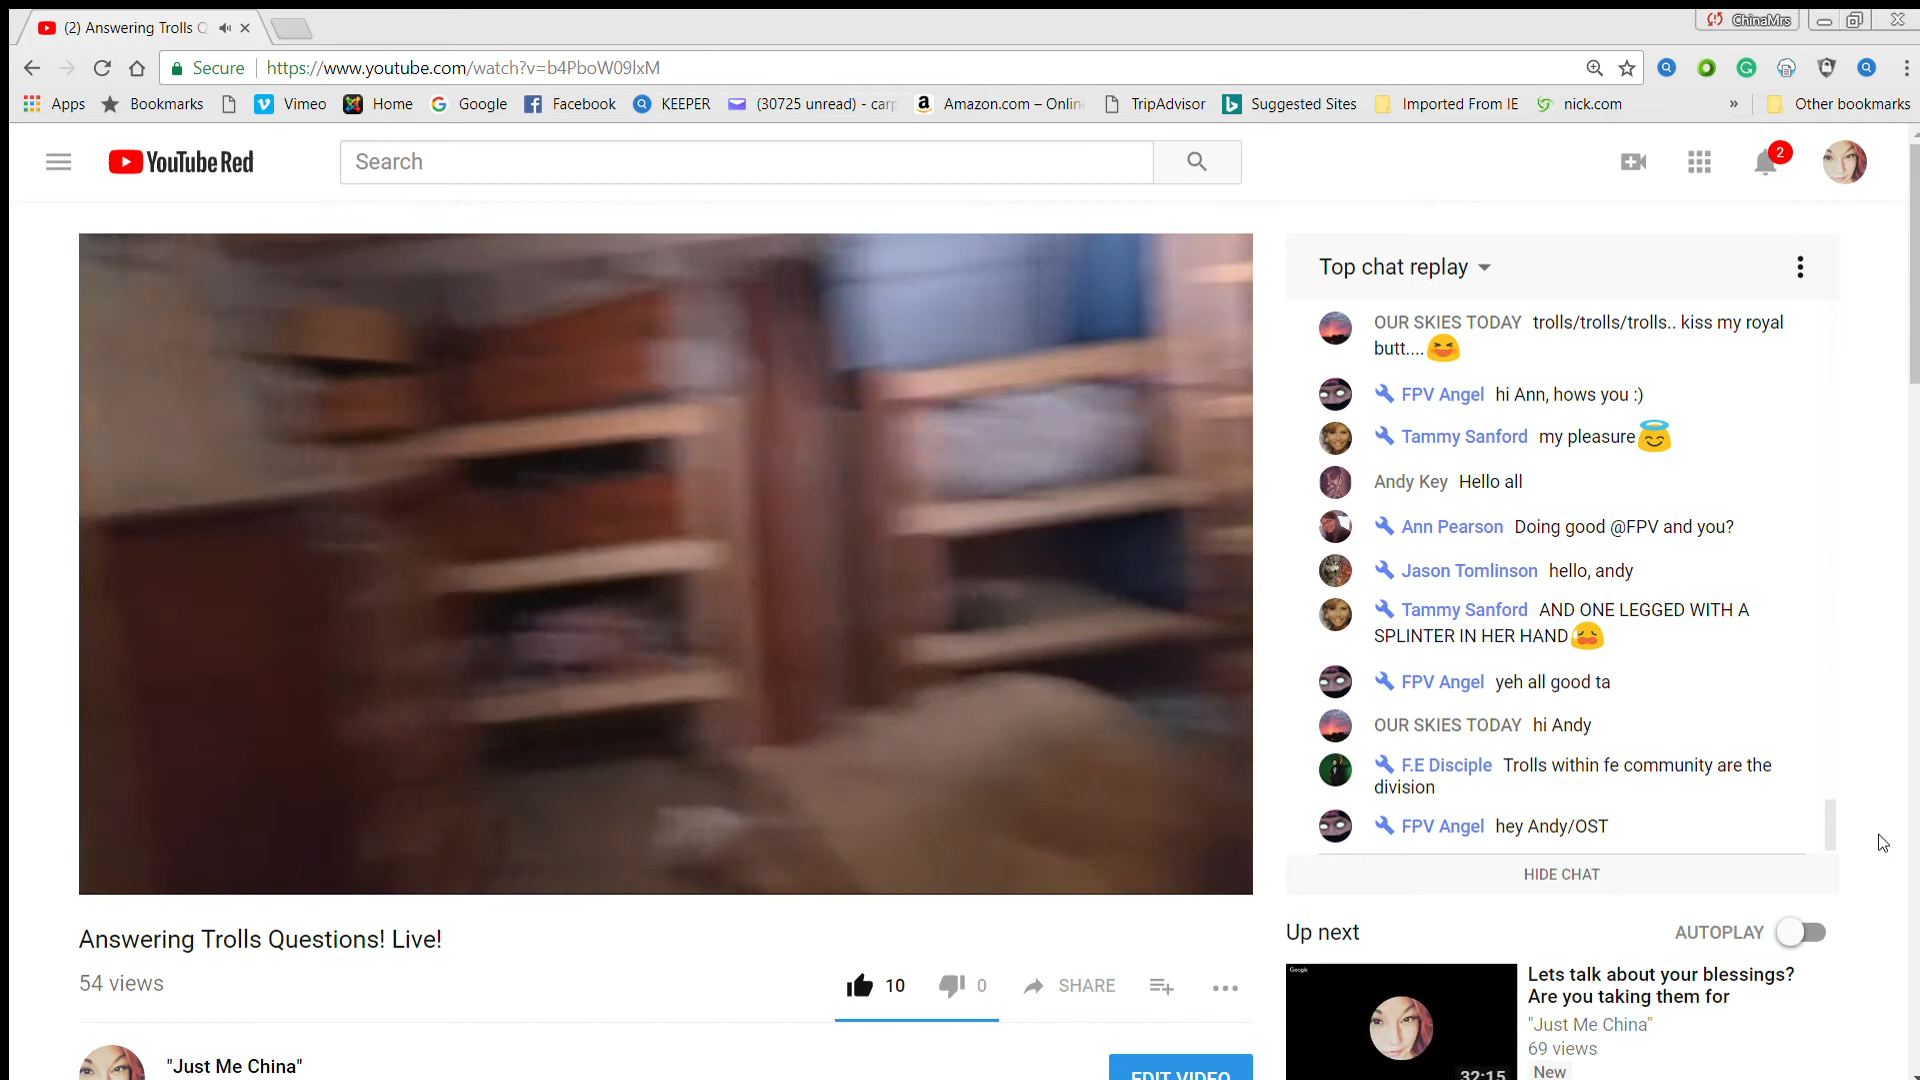 (2) Answering Trolls Q
ChinaMrs
Secure
https://www.youtube.com/watch?v=b4PboW09lxM
Apps
Bookmarks
Vimeo
Home
Google
Facebook
KEEPER
(30725 unread) - carp
Amazon.com – Onlin
TripAdvisor
Suggested Sites
Imported From IE
nick.com
»
Other bookmarks
YouTube Red
Search
2
Top chat replay
OUR SKIES TODAY trolls/trolls/trolls.. kiss my royal
butt....
FPV Angel hi Ann, hows you :)
Tammy Sanford my pleasure
Andy Key Hello all
Ann Pearson Doing good @FPV and you?
Jason Tomlinson hello, andy
Tammy Sanford AND ONE LEGGED WITH A
SPLINTER IN HER HAND
FPV Angel yeh all good ta
OUR SKIES TODAY hi Andy
F.E Disciple Trolls within fe community are the
division
FPV Angel hey Andy/OST
HIDE CHAT
Answering Trolls Questions! Live!
54 views
10
0
SHARE
"Just Me China"
EDIT VIDEO
Up next
AUTOPLAY
Google
32:15
Lets talk about your blessings?
Are you taking them for
"Just Me China"
69 views
New